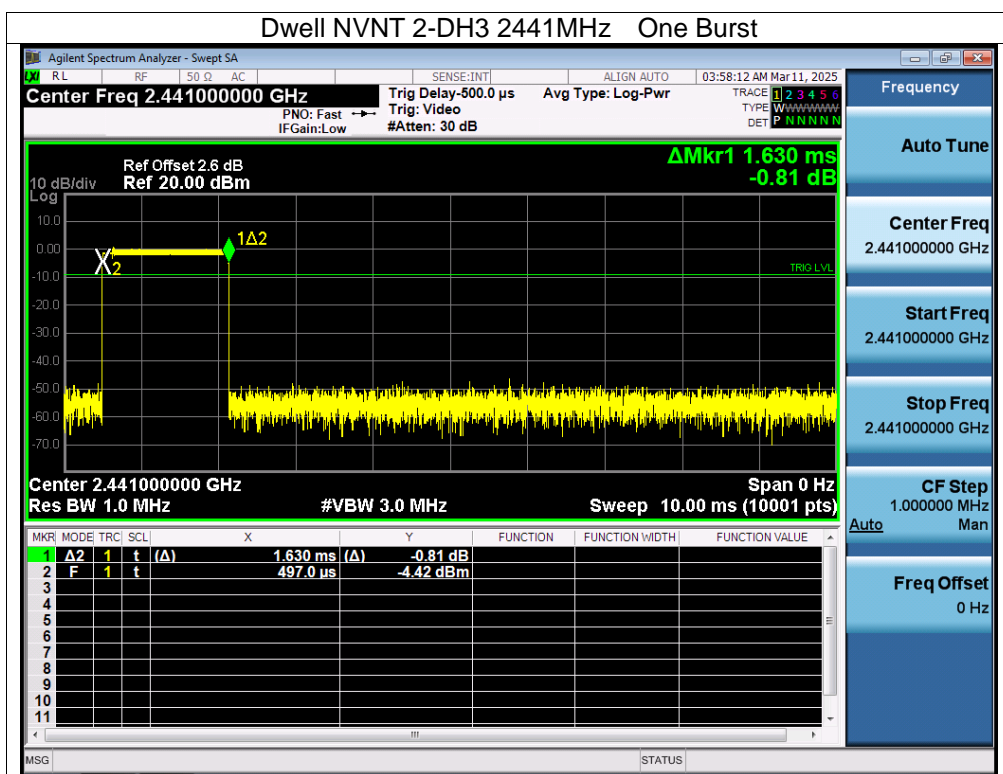 Dwell NVNT 2-DH3 2441MHz One Burst
Agilent Spectrum Analyzer - Swept SA
LXI RL RF 50 Ω AC SENSE:INT ALIGN AUTO 03:58:12 AM Mar 11, 2025
Center Freq 2.441000000 GHz
PNO: Fast
IFGain:Low
Trig Delay-500.0 µs
Trig: Video
#Atten: 30 dB
Avg Type: Log-Pwr
TRACE 1 2 3 4 5 6
TYPE WWWWWW
DET P N N N N N
ΔMkr1 1.630 ms
-0.81 dB
Ref Offset 2.6 dB
10 dB/div Ref 20.00 dBm
Log
10.0
0.00
-10.0
-20.0
-30.0
-40.0
-50.0
-60.0
-70.0
1Δ2
2
TRIG LVL
Center 2.441000000 GHz Span 0 Hz
Res BW 1.0 MHz #VBW 3.0 MHz Sweep 10.00 ms (10001 pts)
MKR MODE TRC SCL X Y FUNCTION FUNCTION WIDTH FUNCTION VALUE
1 Δ2 1 t (Δ) 1.630 ms (Δ) -0.81 dB
2 F 1 t 497.0 µs -4.42 dBm
3
4
5
6
7
8
9
10
11
MSG STATUS
Frequency
Auto Tune
Center Freq
2.441000000 GHz
Start Freq
2.441000000 GHz
Stop Freq
2.441000000 GHz
CF Step
1.000000 MHz
Auto Man
Freq Offset
0 Hz